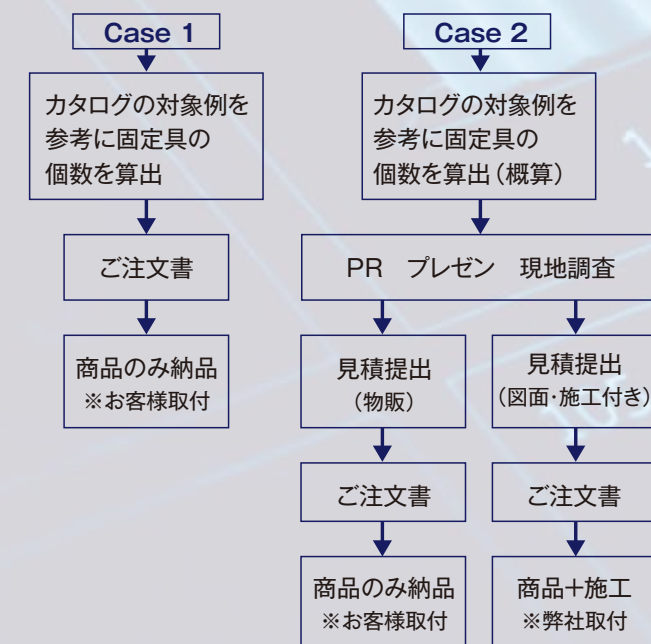 Case 1
カタログの対象例を
参考に固定具の
個数を算出
ご注文書
商品のみ納品
※お客様取付
Case 2
カタログの対象例を
参考に固定具の
個数を算出（概算）
PR プレゼン 現地調査
見積提出
（物販）
ご注文書
商品のみ納品
※お客様取付
見積提出
（図面・施工付き）
ご注文書
商品＋施工
※弊社取付